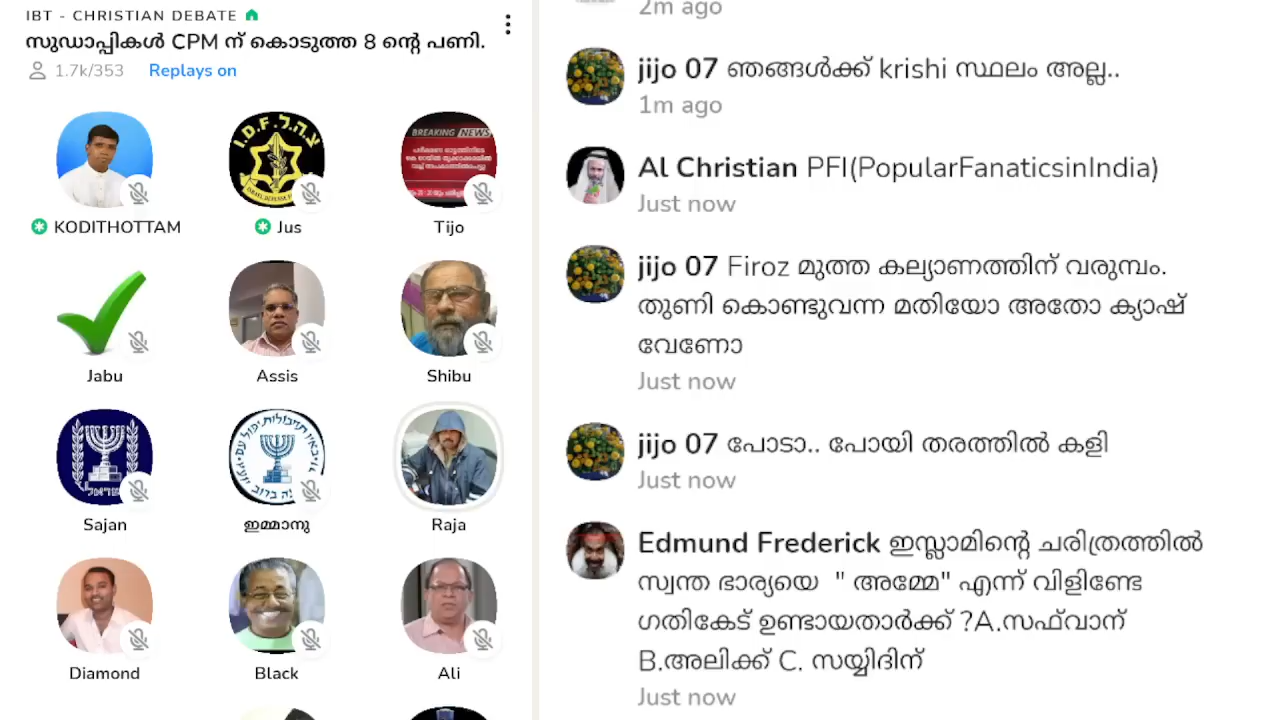 IBT - CHRISTIAN DEBATE
സുഡാപ്പികൾ CPM ന് കൊടുത്ത 8 ന്റെ പണി.
1.7k/353 Replays on
I.D.F. צ.ה.ל.
BREAKING NEWS
KODITHOTTAM
Jus
Tijo
Jabu
Assis
Shibu
ישראל
Sajan
ഇമ്മാനു
Raja
Diamond
Black
Ali
2m ago
jijo 07 ഞങ്ങൾക്ക് krishi സ്ഥലം അല്ല..
1m ago
Al Christian PFI(PopularFanaticsinIndia)
Just now
jijo 07 Firoz മുത്ത കല്യാണത്തിന് വരുമ്പം.
തുണി കൊണ്ടുവന്ന മതിയോ അതോ ക്യാഷ്
വേണോ
Just now
jijo 07 പോടാ.. പോയി തരത്തിൽ കളി
Just now
Edmund Frederick ഇസ്ലാമിന്റെ ചരിത്രത്തിൽ
സ്വന്ത ഭാര്യയെ " അമ്മേ" എന്ന് വിളിണ്ടേ
ഗതികേട് ഉണ്ടായതാർക്ക് ?A.സഫ്വാന്
B.അലിക്ക് C. സയ്യിദിന്
Just now